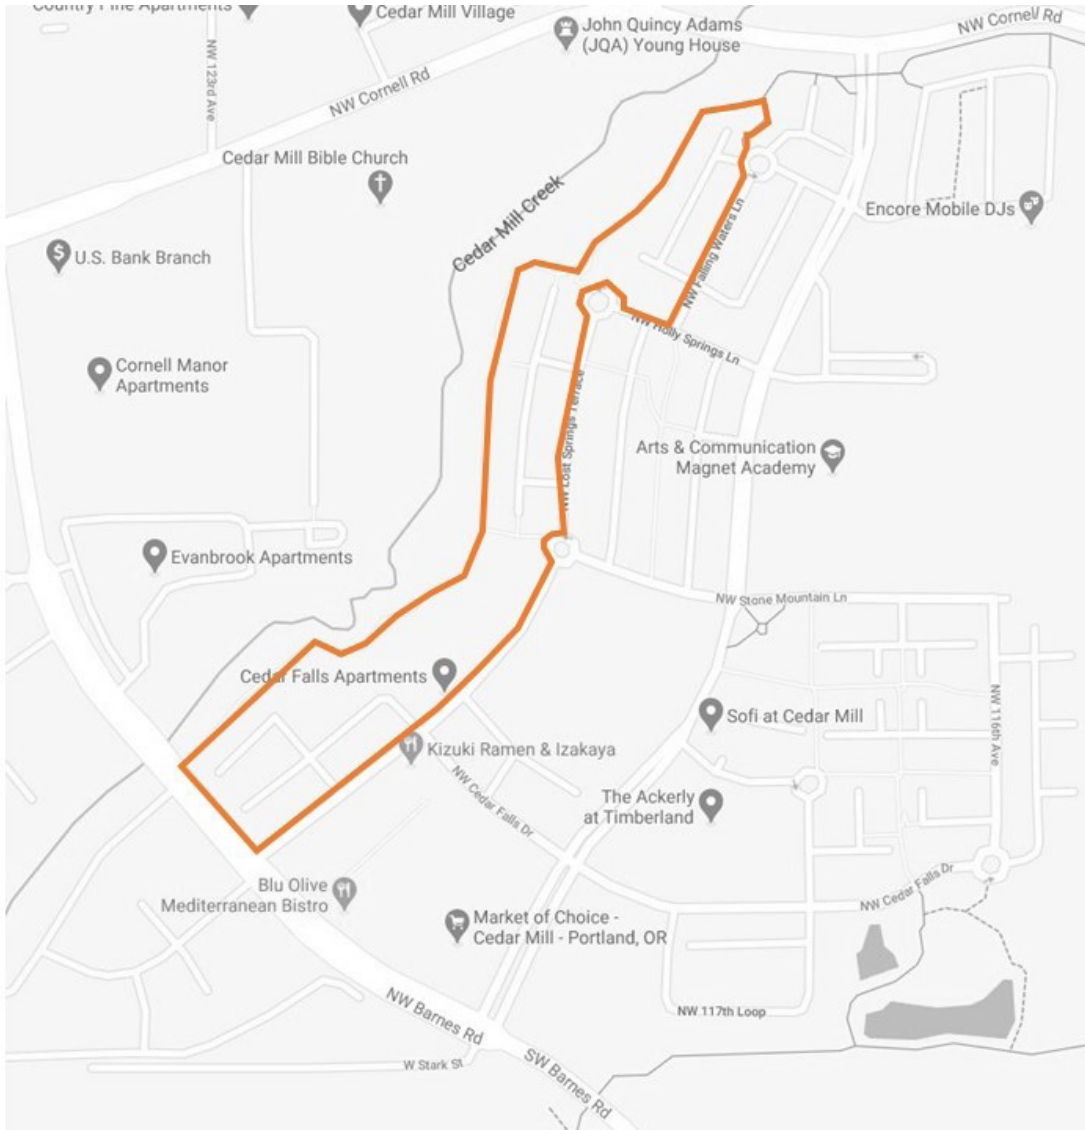 Country Pine Apartments
Cedar Mill Village
John Quincy Adams
(JQA) Young House
NW Cornell Rd
NW 123rd Ave
NW Cornell Rd
Cedar Mill Bible Church
Cedar Mill Creek
Encore Mobile DJs
U.S. Bank Branch
NW Falling Waters Ln
NW Holly Springs Ln
Cornell Manor
Apartments
NW Lost Springs Terrace
Arts & Communication
Magnet Academy
Evanbrook Apartments
NW Stone Mountain Ln
Cedar Falls Apartments
NW 116th Ave
Sofi at Cedar Mill
Kizuki Ramen & Izakaya
NW Cedar Falls Dr
The Ackerly
at Timberland
Blu Olive
Mediterranean Bistro
NW Cedar Falls Dr
Market of Choice -
Cedar Mill - Portland, OR
NW Barnes Rd
NW 117th Loop
W Stark St
SW Barnes Rd